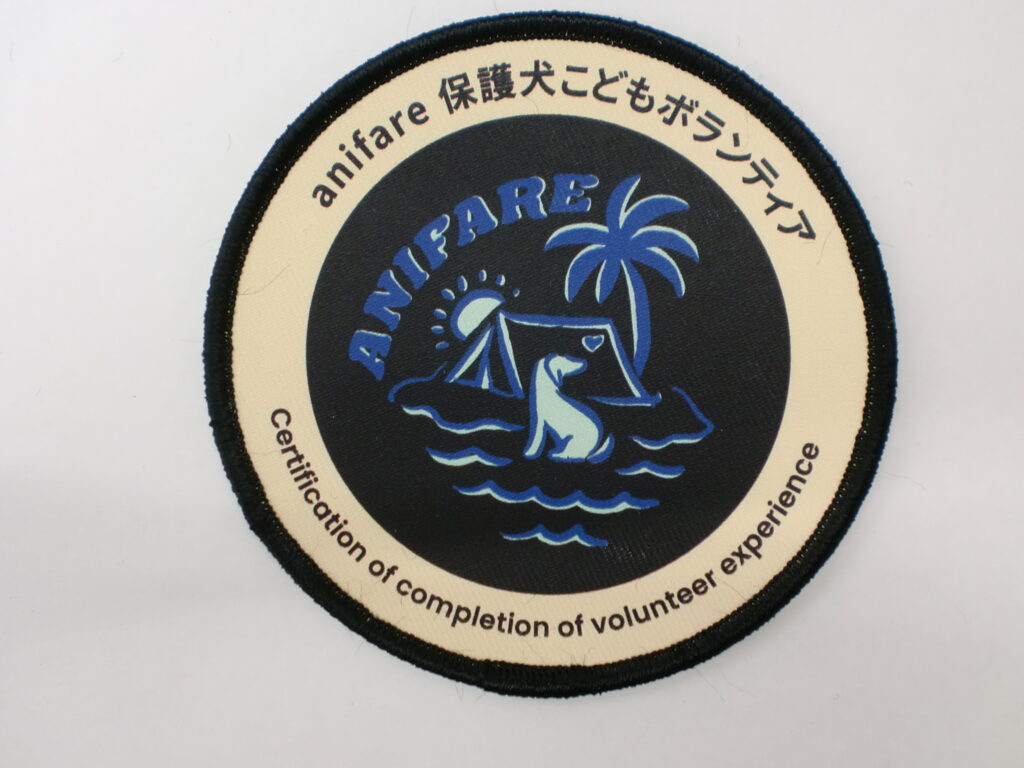 anifare 保護犬こどもボランティア
ANIFARE
Certification of completion of volunteer experience